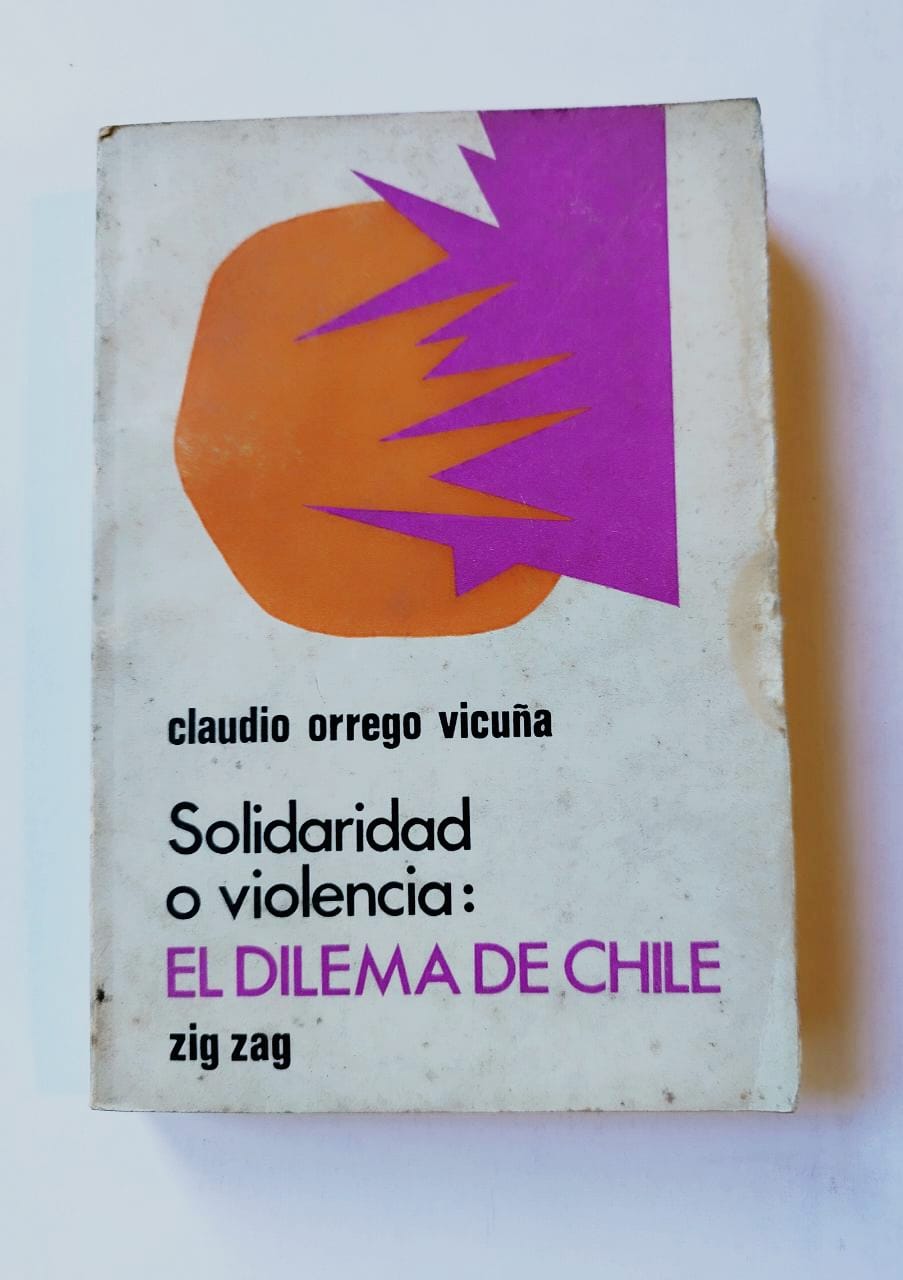 claudio orrego vicuña
Solidaridad
o violencia:
EL DILEMA DE CHILE
zig zag